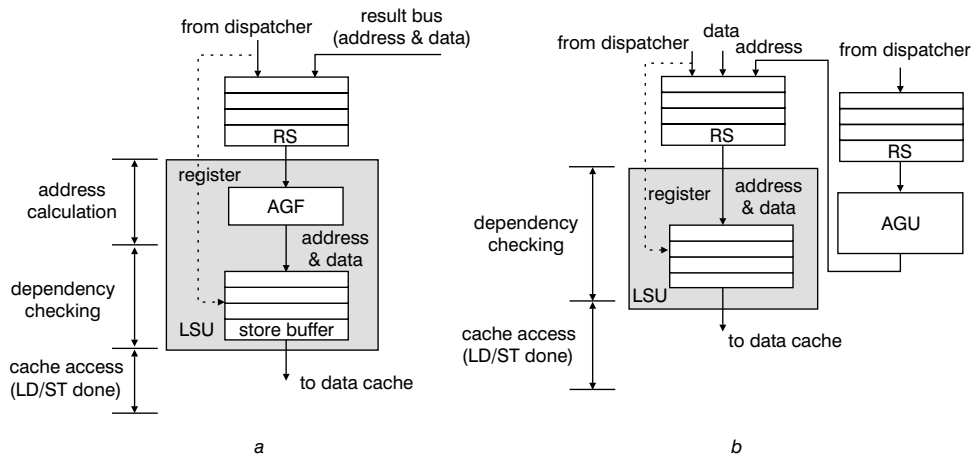 from dispatcher
result bus
(address & data)
RS
register
AGF
address
& data
LSU
store buffer
to data cache
address
calculation
dependency
checking
cache access
(LD/ST done)
a
from dispatcher
data
address
from dispatcher
RS
RS
register
address
& data
AGU
LSU
to data cache
dependency
checking
cache access
(LD/ST done)
b